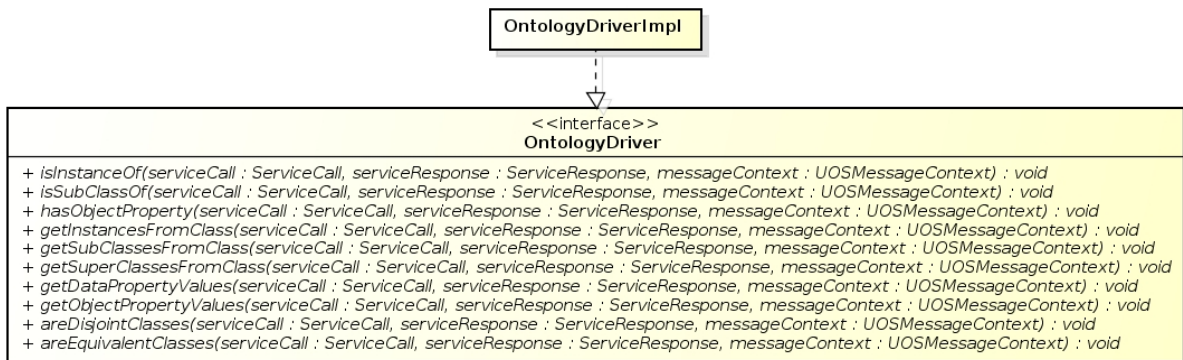 OntologyDriverImpl
<<interface>>
OntologyDriver
+ isInstanceOf(serviceCall : ServiceCall, serviceResponse : ServiceResponse, messageContext : UOSMessageContext) : void
+ isSubClassOf(serviceCall : ServiceCall, serviceResponse : ServiceResponse, messageContext : UOSMessageContext) : void
+ hasObjectProperty(serviceCall : ServiceCall, serviceResponse : ServiceResponse, messageContext : UOSMessageContext) : void
+ getInstancesFromClass(serviceCall : ServiceCall, serviceResponse : ServiceResponse, messageContext : UOSMessageContext) : void
+ getSubClassesFromClass(serviceCall : ServiceCall, serviceResponse : ServiceResponse, messageContext : UOSMessageContext) : void
+ getSuperClassesFromClass(serviceCall : ServiceCall, serviceResponse : ServiceResponse, messageContext : UOSMessageContext) : void
+ getDataPropertyValues(serviceCall : ServiceCall, serviceResponse : ServiceResponse, messageContext : UOSMessageContext) : void
+ getObjectPropertyValues(serviceCall : ServiceCall, serviceResponse : ServiceResponse, messageContext : UOSMessageContext) : void
+ areDisjointClasses(serviceCall : ServiceCall, serviceResponse : ServiceResponse, messageContext : UOSMessageContext) : void
+ areEquivalentClasses(serviceCall : ServiceCall, serviceResponse : ServiceResponse, messageContext : UOSMessageContext) : void